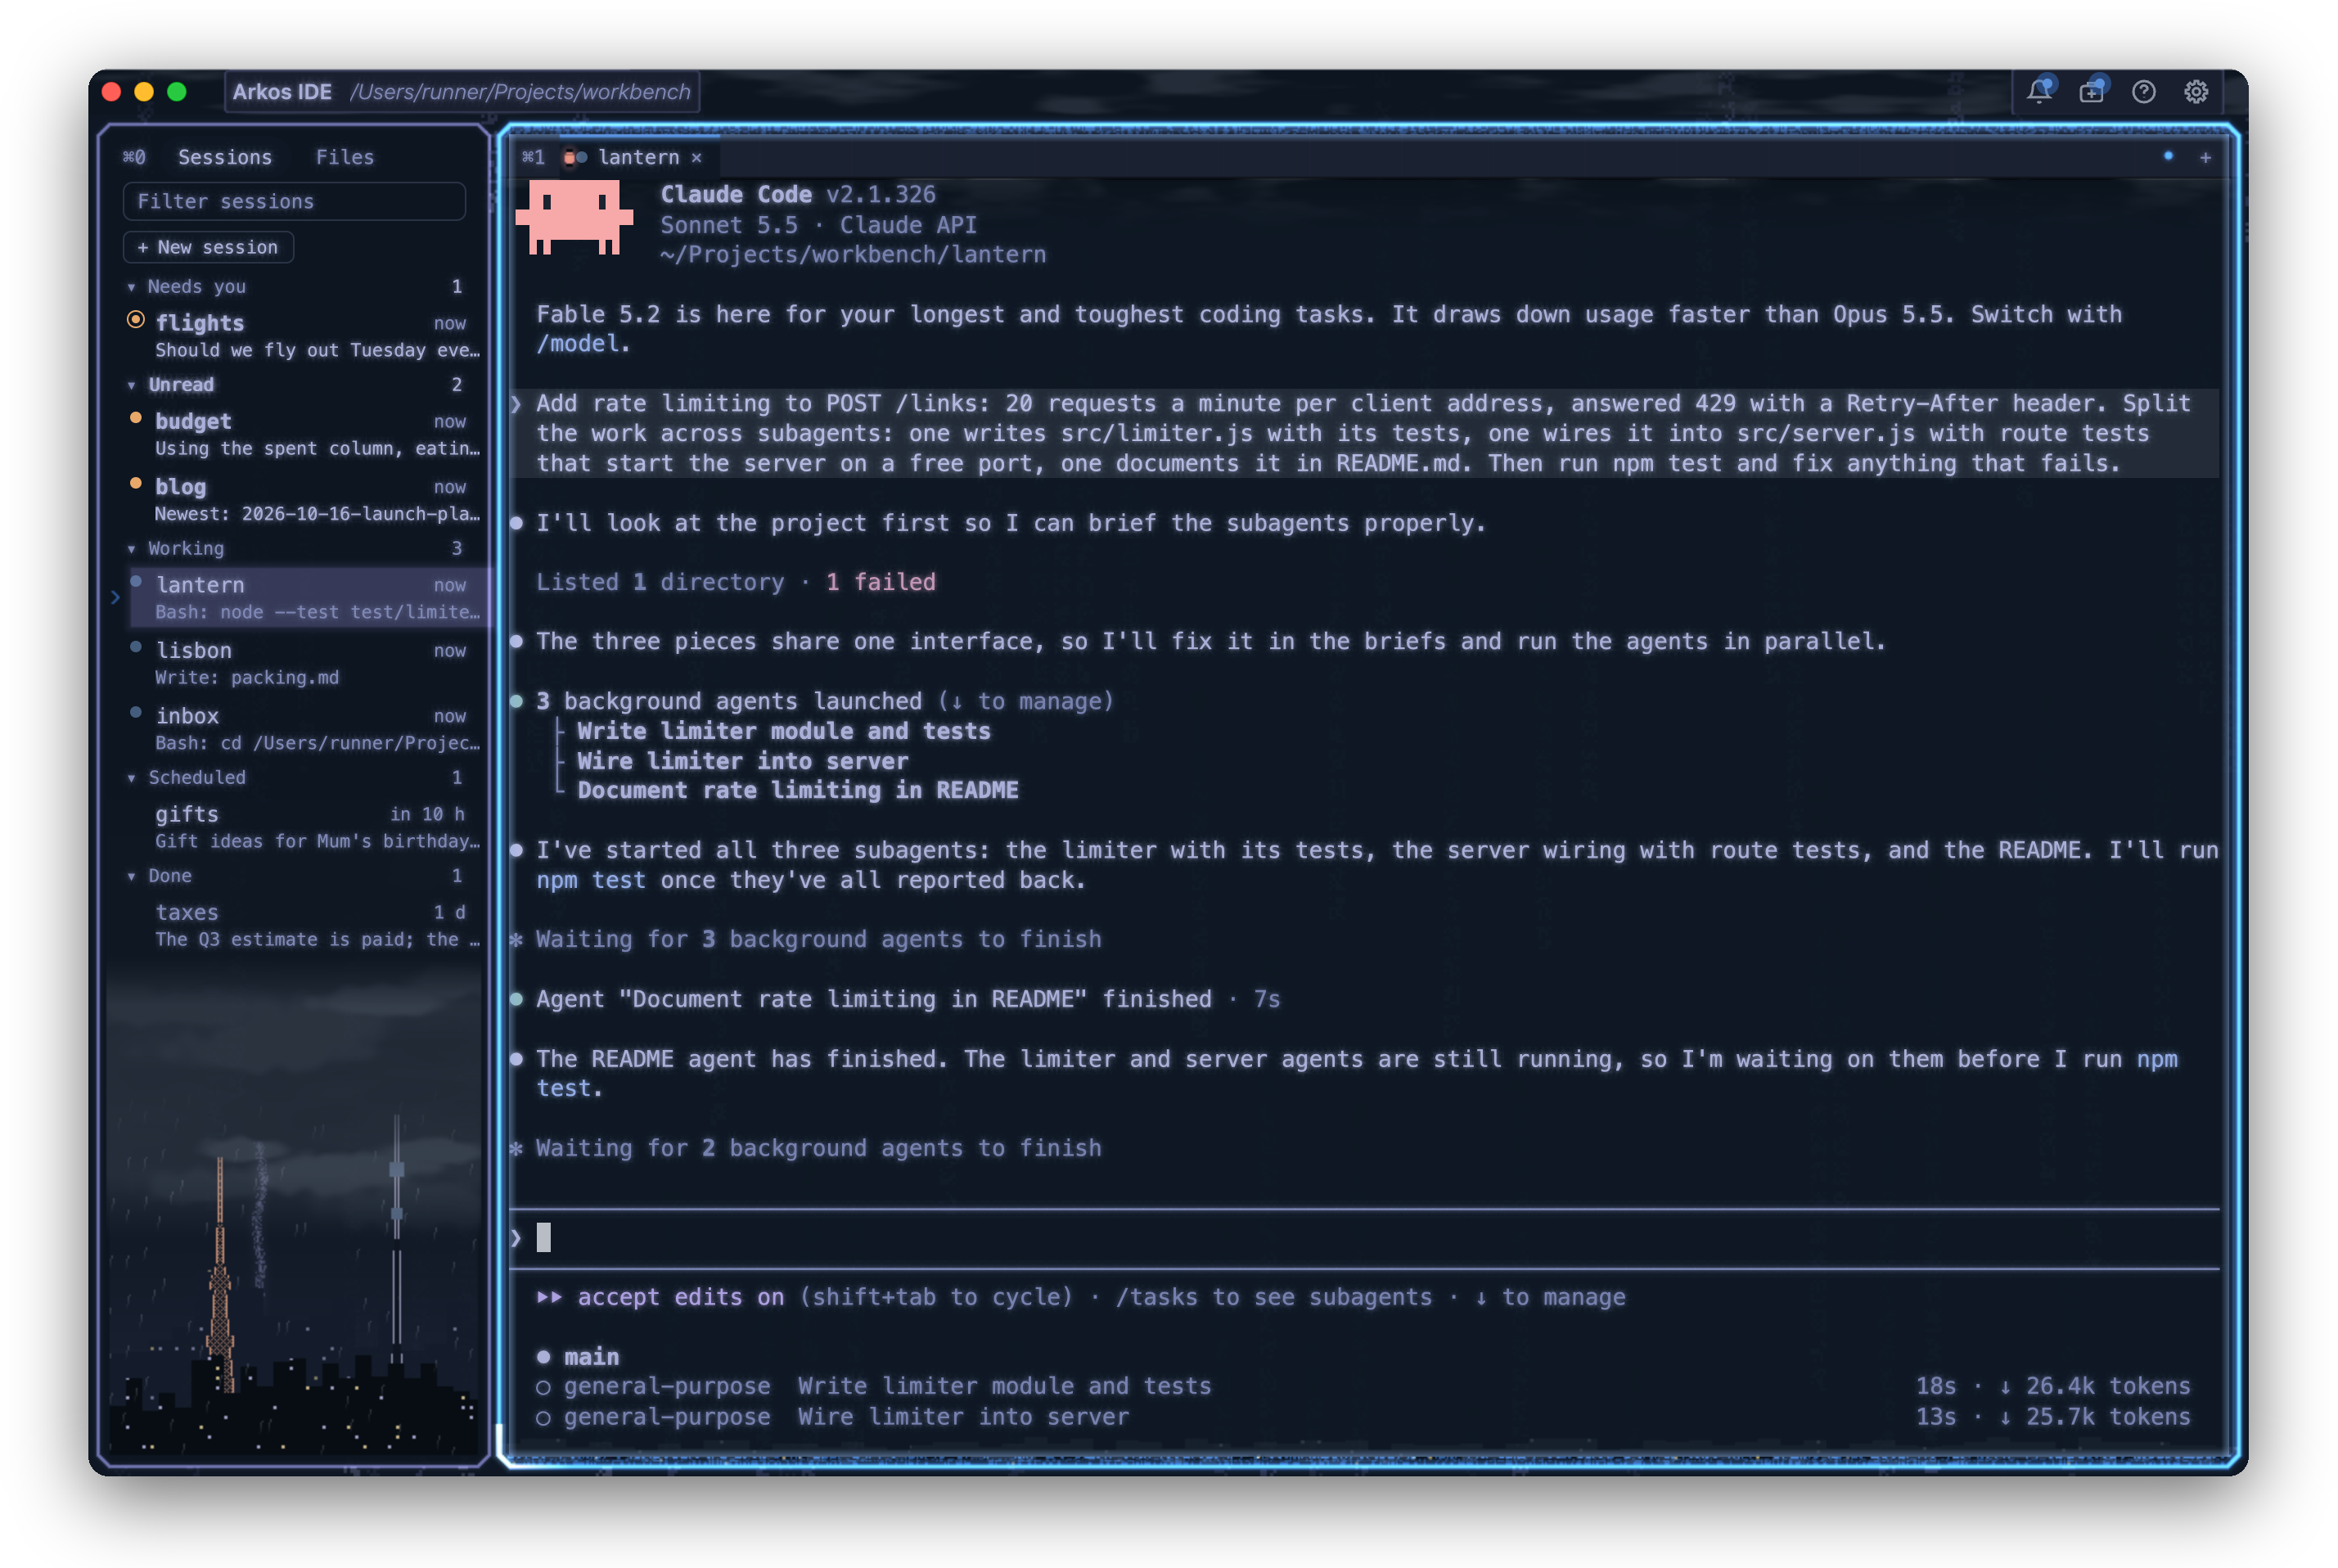 Arkos IDE /Users/runner/Projects/workbench
⌘0 Sessions Files
Filter sessions
+ New session
▾ Needs you 1
flights now
Should we fly out Tuesday eve…
▾ Unread 2
budget now
Using the spent column, eatin…
blog now
Newest: 2026-10-16-launch-pla…
▾ Working 3
lantern now
Bash: node --test test/limite…
lisbon now
Write: packing.md
inbox now
Bash: cd /Users/runner/Projec…
▾ Scheduled 1
gifts in 10 h
Gift ideas for Mum's birthday…
▾ Done 1
taxes 1 d
The Q3 estimate is paid; the …
⌘1 lantern × +
Claude Code v2.1.326
Sonnet 5.5 · Claude API
~/Projects/workbench/lantern
Fable 5.2 is here for your longest and toughest coding tasks. It draws down usage faster than Opus 5.5. Switch with
/model.
❯ Add rate limiting to POST /links: 20 requests a minute per client address, answered 429 with a Retry-After header. Split
the work across subagents: one writes src/limiter.js with its tests, one wires it into src/server.js with route tests
that start the server on a free port, one documents it in README.md. Then run npm test and fix anything that fails.
● I'll look at the project first so I can brief the subagents properly.
Listed 1 directory · 1 failed
● The three pieces share one interface, so I'll fix it in the briefs and run the agents in parallel.
● 3 background agents launched (↓ to manage)
├ Write limiter module and tests
├ Wire limiter into server
└ Document rate limiting in README
● I've started all three subagents: the limiter with its tests, the server wiring with route tests, and the README. I'll run
npm test once they've all reported back.
✻ Waiting for 3 background agents to finish
● Agent "Document rate limiting in README" finished · 7s
● The README agent has finished. The limiter and server agents are still running, so I'm waiting on them before I run npm
test.
✻ Waiting for 2 background agents to finish
❯
⏵⏵ accept edits on (shift+tab to cycle) · /tasks to see subagents · ↓ to manage
● main
○ general-purpose Write limiter module and tests 18s · ↓ 26.4k tokens
○ general-purpose Wire limiter into server 13s · ↓ 25.7k tokens